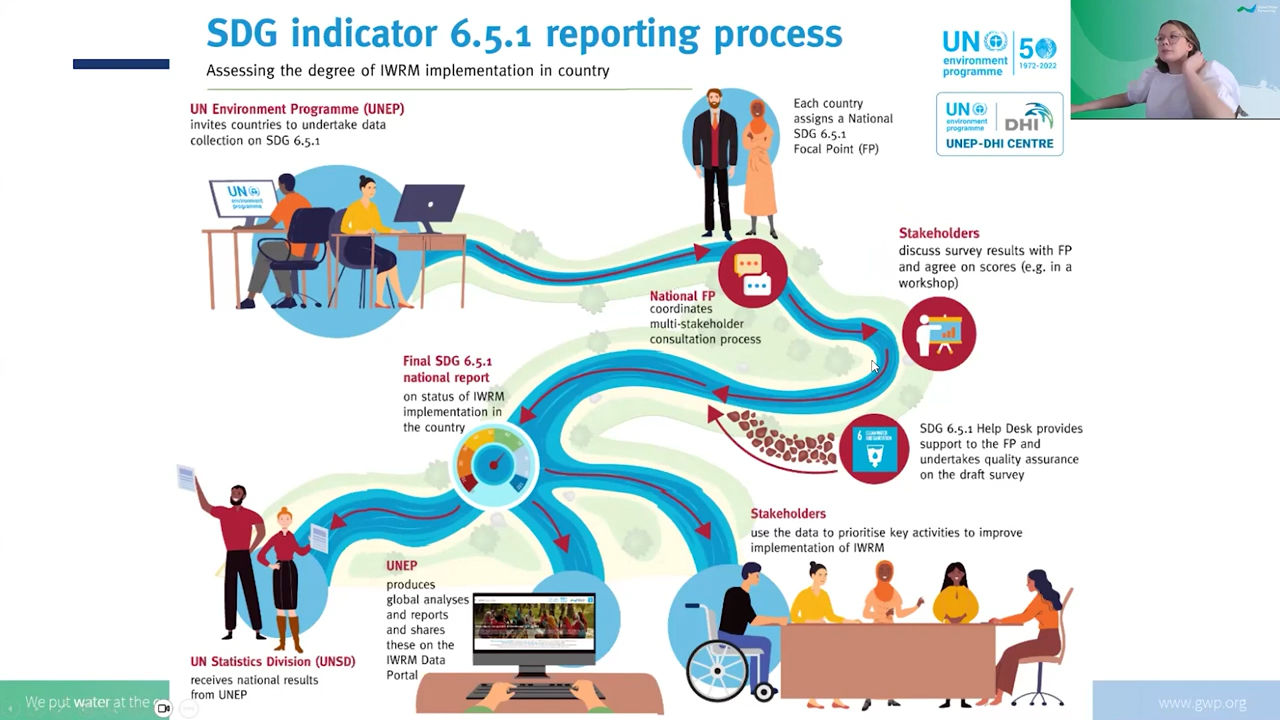 SDG indicator 6.5.1 reporting process
Assessing the degree of IWRM implementation in country
UN
environment
programme
50
1972-2022
UN
environment
programme
DHI
UNEP-DHI CENTRE
UN Environment Programme (UNEP)
invites countries to undertake data
collection on SDG 6.5.1
UN
environment
programme
Each country
assigns a National
SDG 6.5.1
Focal Point (FP)
Stakeholders
discuss survey results with FP
and agree on scores (e.g. in a
workshop)
National FP
coordinates
multi-stakeholder
consultation process
Final SDG 6.5.1
national report
on status of IWRM
implementation in
the country
6
SDG 6.5.1 Help Desk provides
support to the FP and
undertakes quality assurance
on the draft survey
Stakeholders
use the data to prioritise key activities to improve
implementation of IWRM
UNEP
produces
global analyses
and reports
and shares
these on the
IWRM Data
Portal
UN Statistics Division (UNSD)
receives national results
from UNEP
We put water at the
www.gwp.org